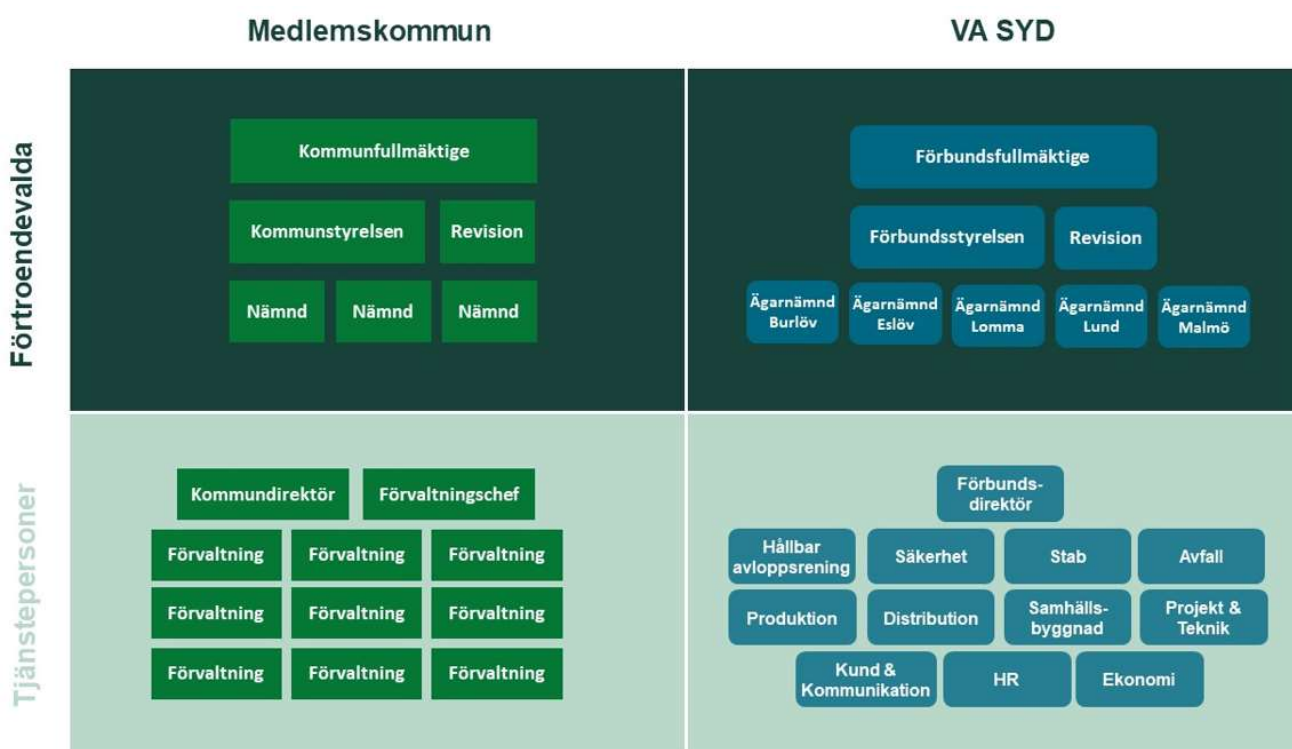 Medlemskommun
VA SYD
Förtroendevalda
Kommunfullmäktige
Kommunstyrelsen
Revision
Nämnd
Nämnd
Nämnd
Förbundsfullmäktige
Förbundsstyrelsen
Revision
Ägarnämnd
Burlöv
Ägarnämnd
Eslöv
Ägarnämnd
Lomma
Ägarnämnd
Lund
Ägarnämnd
Malmö
Tjänstepersoner
Kommundirektör
Förvaltningschef
Förvaltning
Förvaltning
Förvaltning
Förvaltning
Förvaltning
Förvaltning
Förvaltning
Förvaltning
Förvaltning
Förbunds-
direktör
Hållbar
avloppsrening
Säkerhet
Stab
Avfall
Produktion
Distribution
Samhälls-
byggnad
Projekt &
Teknik
Kund &
Kommunikation
HR
Ekonomi